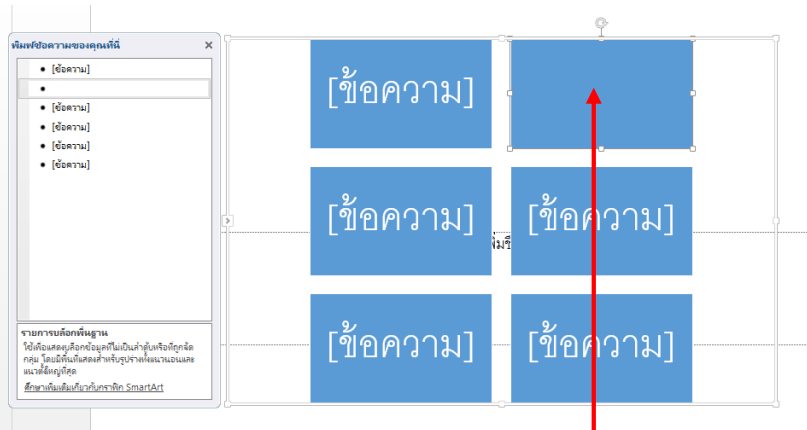 พิมพ์ข้อความของคุณที่นี่
[ข้อความ]
[ข้อความ]
[ข้อความ]
[ข้อความ]
[ข้อความ]
รายการบล็อกพื้นฐาน
ใช้เพื่อแสดงบล็อกข้อมูลที่ไม่เป็นลำดับหรือที่ถูกจัด
กลุ่ม โดยมีพื้นที่แสดงสำหรับรูปร่างทั้งแนวนอนและ
แนวตั้งใหญ่ที่สุด
ศึกษาเพิ่มเติมเกี่ยวกับกราฟิก SmartArt
[ข้อความ]
[ข้อความ]
[ข้อความ]
[ข้อความ]
[ข้อความ]